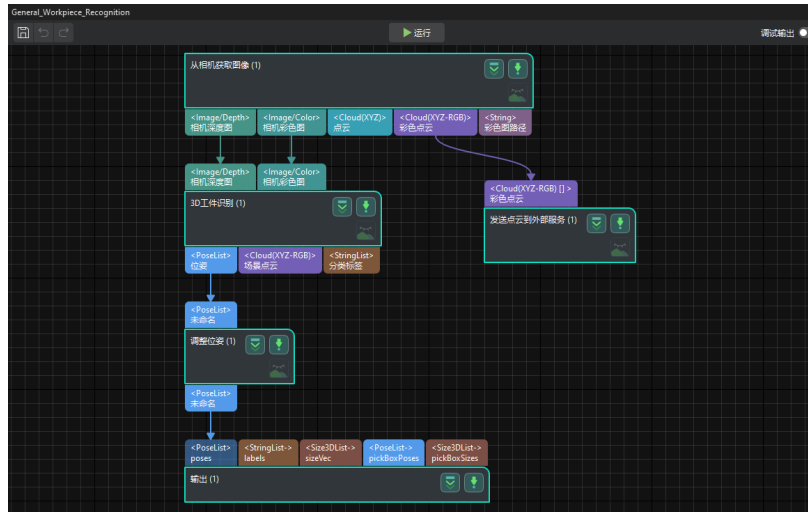 General_Workpiece_Recognition
运行
调试输出
从相机获取图像 (1)
<Image/Depth> <Image/Color> <Cloud(XYZ)> <Cloud(XYZ-RGB)> <String>
相机深度图 相机彩色图 点云 彩色点云 彩色图路径
<Image/Depth> <Image/Color>
相机深度图 相机彩色图
<Cloud(XYZ-RGB) [] >
彩色点云
3D工件识别 (1)
发送点云到外部服务 (1)
<PoseList> <Cloud(XYZ-RGB)> <StringList>
位姿 场景点云 分类标签
<PoseList>
未命名
调整位姿 (1)
<PoseList>
未命名
<PoseList> <StringList-> <Size3DList-> <PoseList-> <Size3DList->
poses labels sizeVec pickBoxPoses pickBoxSizes
输出 (1)